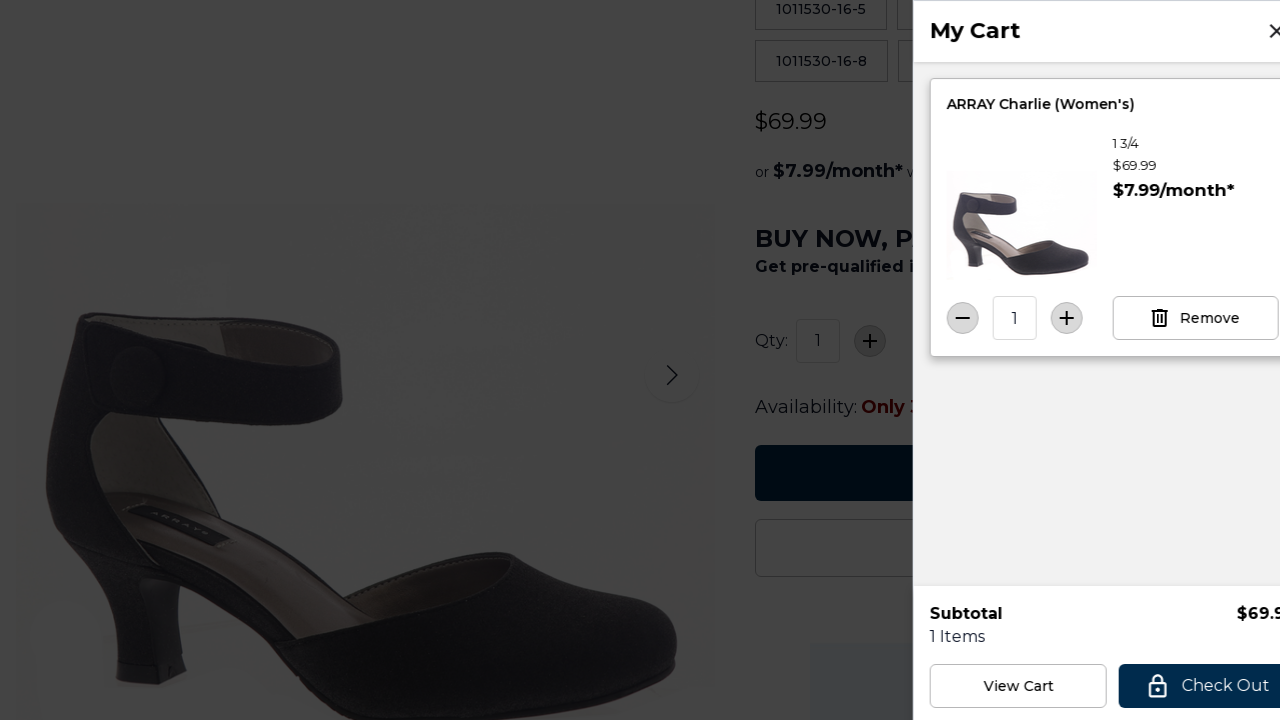 1011530-16-5
1011530-16-8
$69.99
or $7.99/month*
BUY NOW,
Get pre-qualified
Qty: 1
Availability: Only
ARRAY
My Cart
ARRAY Charlie (Women's)
1 3/4
$69.99
$7.99/month*
1
Remove
Subtotal $69.9
1 Items
View Cart
Check Out